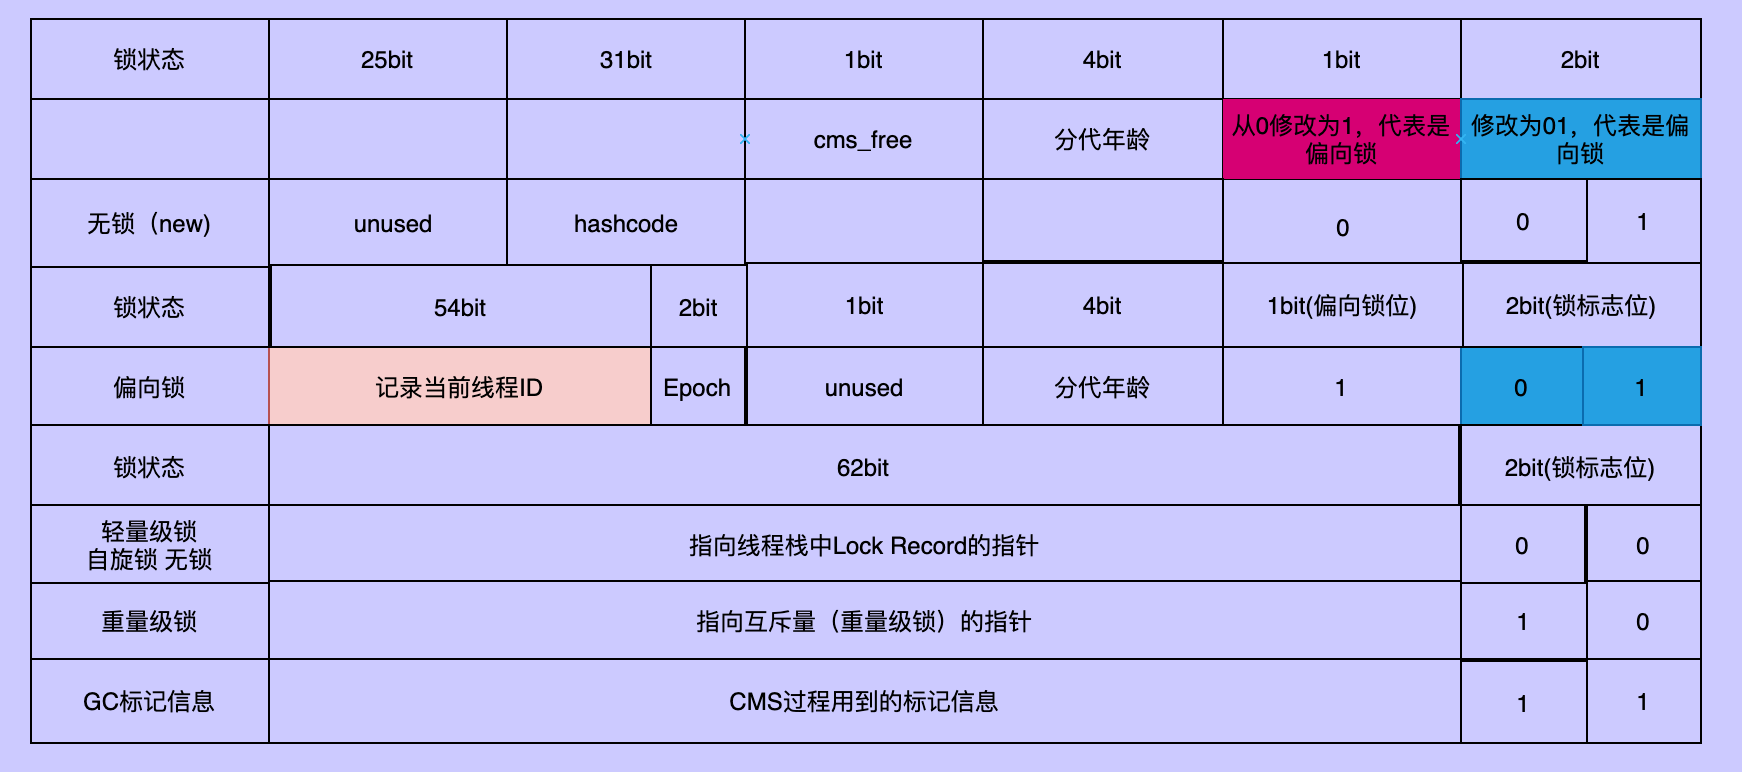 锁状态 25bit 31bit 1bit 4bit 1bit 2bit
cms_free 分代年龄 从0修改为1，代表是 修改为01，代表是偏
偏向锁 向锁
无锁（new) unused hashcode 0 0 1
锁状态 54bit 2bit 1bit 4bit 1bit(偏向锁位) 2bit(锁标志位)
偏向锁 记录当前线程ID Epoch unused 分代年龄 1 0 1
锁状态 62bit 2bit(锁标志位)
轻量级锁
自旋锁 无锁 指向线程栈中Lock Record的指针 0 0
重量级锁 指向互斥量（重量级锁）的指针 1 0
GC标记信息 CMS过程用到的标记信息 1 1